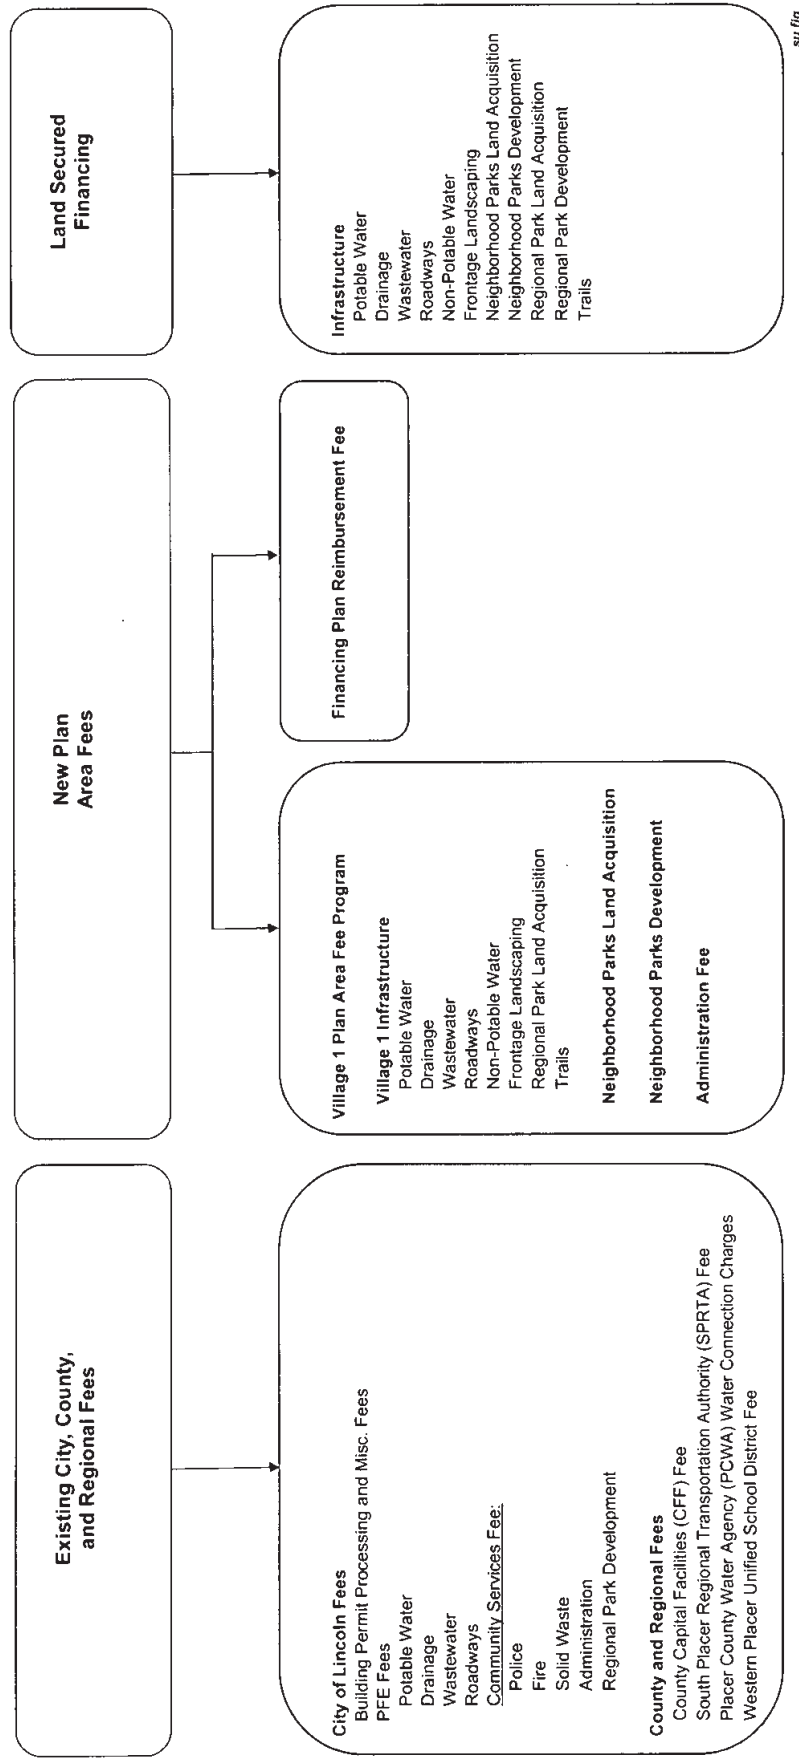 Existing City, County,
and Regional Fees
City of Lincoln Fees
Building Permit Processing and Misc. Fees
PFE Fees
Potable Water
Drainage
Wastewater
Roadways
Community Services Fee:
Police
Fire
Solid Waste
Administration
Regional Park Development
County and Regional Fees
County Capital Facilities (CFF) Fee
South Placer Regional Transportation Authority (SPRTA) Fee
Placer County Water Agency (PCWA) Water Connection Charges
Western Placer Unified School District Fee
New Plan
Area Fees
Village 1 Plan Area Fee Program
Village 1 Infrastructure
Potable Water
Drainage
Wastewater
Roadways
Non-Potable Water
Frontage Landscaping
Regional Park Land Acquisition
Trails
Neighborhood Parks Land Acquisition
Neighborhood Parks Development
Administration Fee
Financing Plan Reimbursement Fee
Land Secured
Financing
Infrastructure
Potable Water
Drainage
Wastewater
Roadways
Non-Potable Water
Frontage Landscaping
Neighborhood Parks Land Acquisition
Neighborhood Parks Development
Regional Park Land Acquisition
Regional Park Development
Trails
su fig